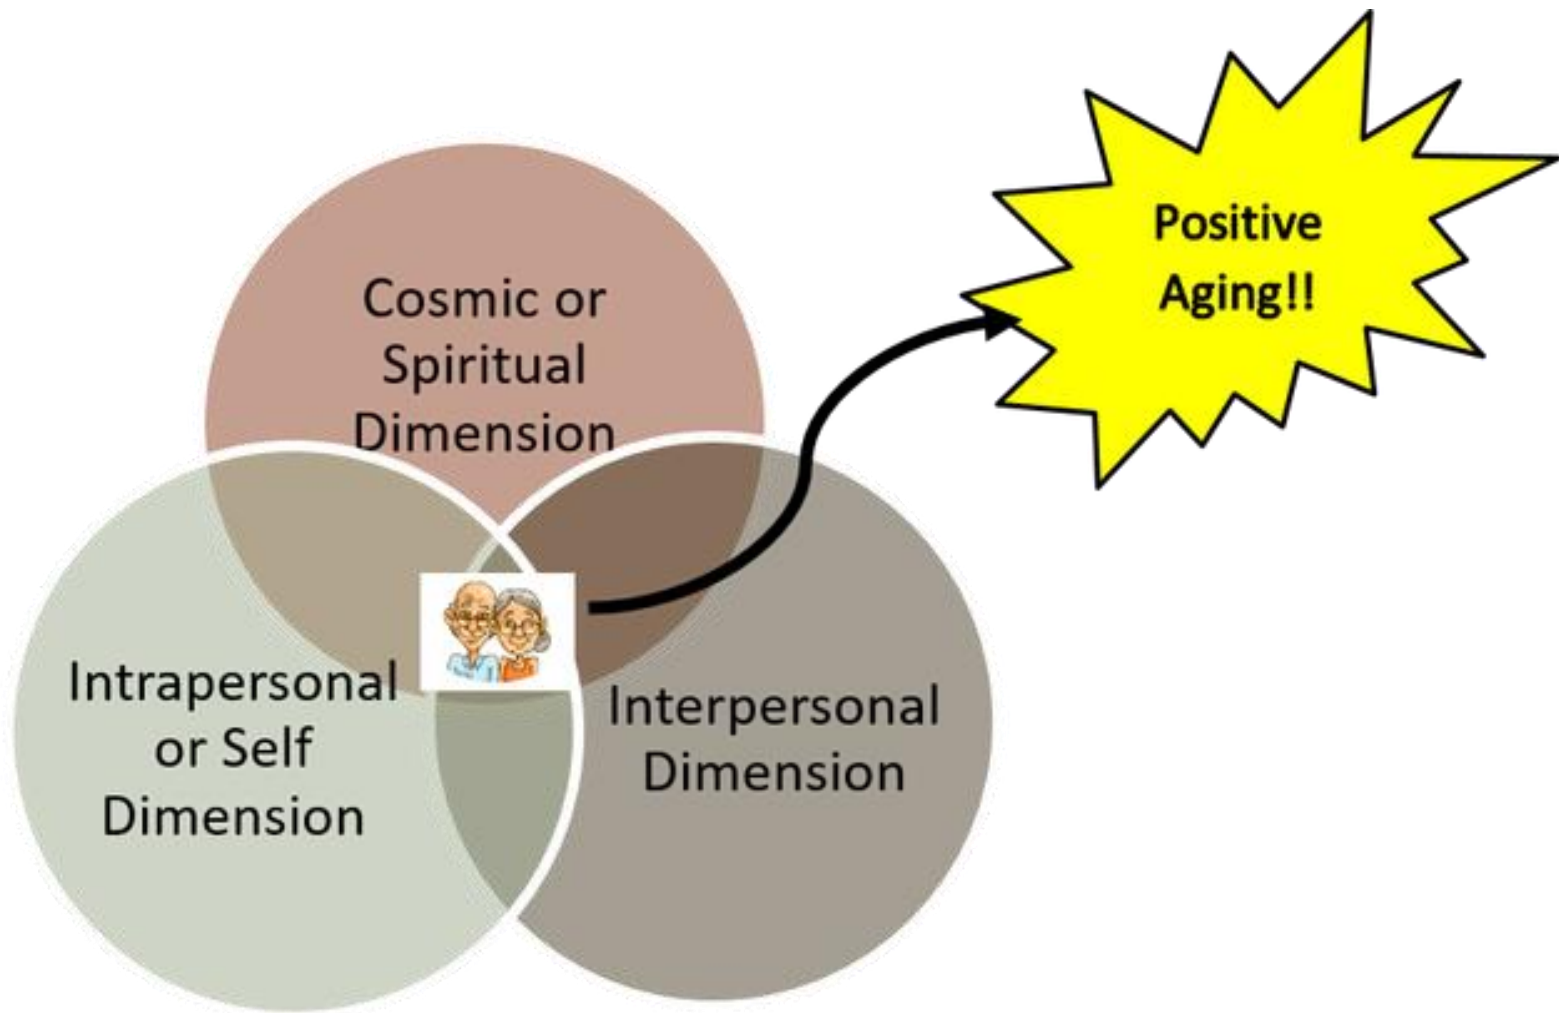 Positive
Aging!!
Cosmic or
Spiritual
Dimension
Intrapersonal
or Self
Dimension
Interpersonal
Dimension